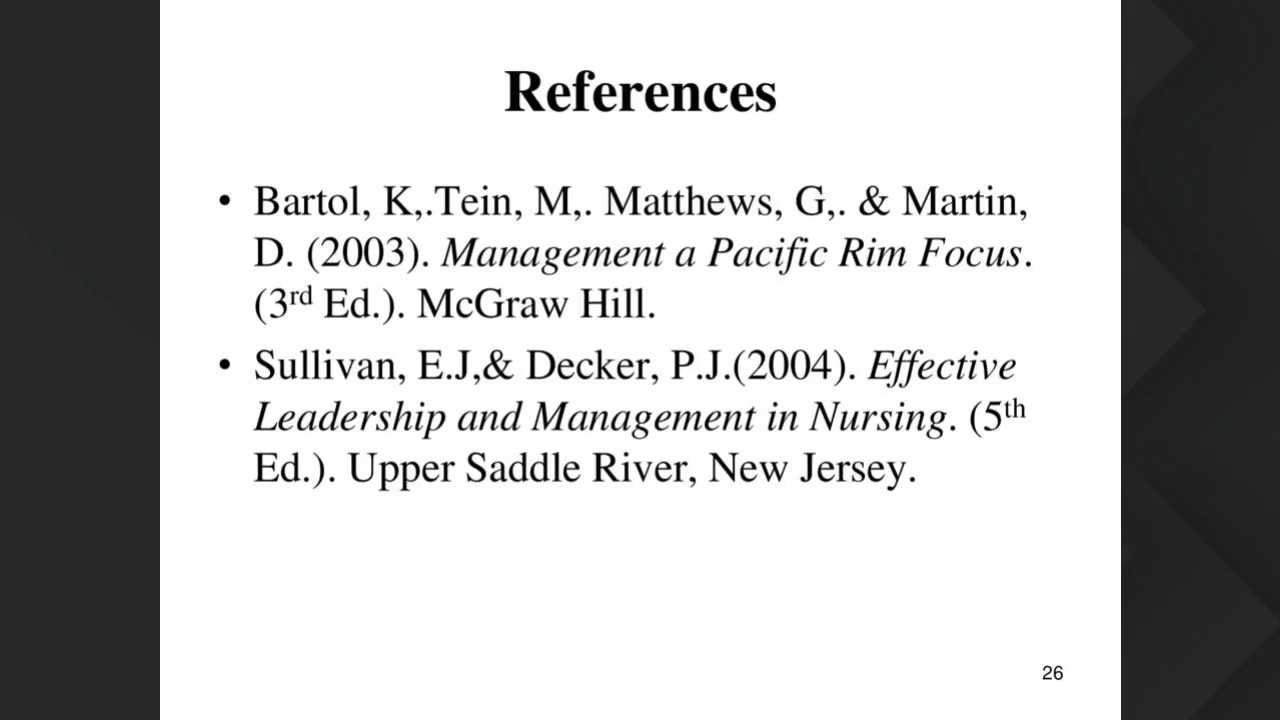 References
• Bartol, K,.Tein, M,. Matthews, G,. & Martin,
D. (2003). Management a Pacific Rim Focus.
(3rd Ed.). McGraw Hill.
• Sullivan, E.J,& Decker, P.J.(2004). Effective
Leadership and Management in Nursing. (5th
Ed.). Upper Saddle River, New Jersey.
26